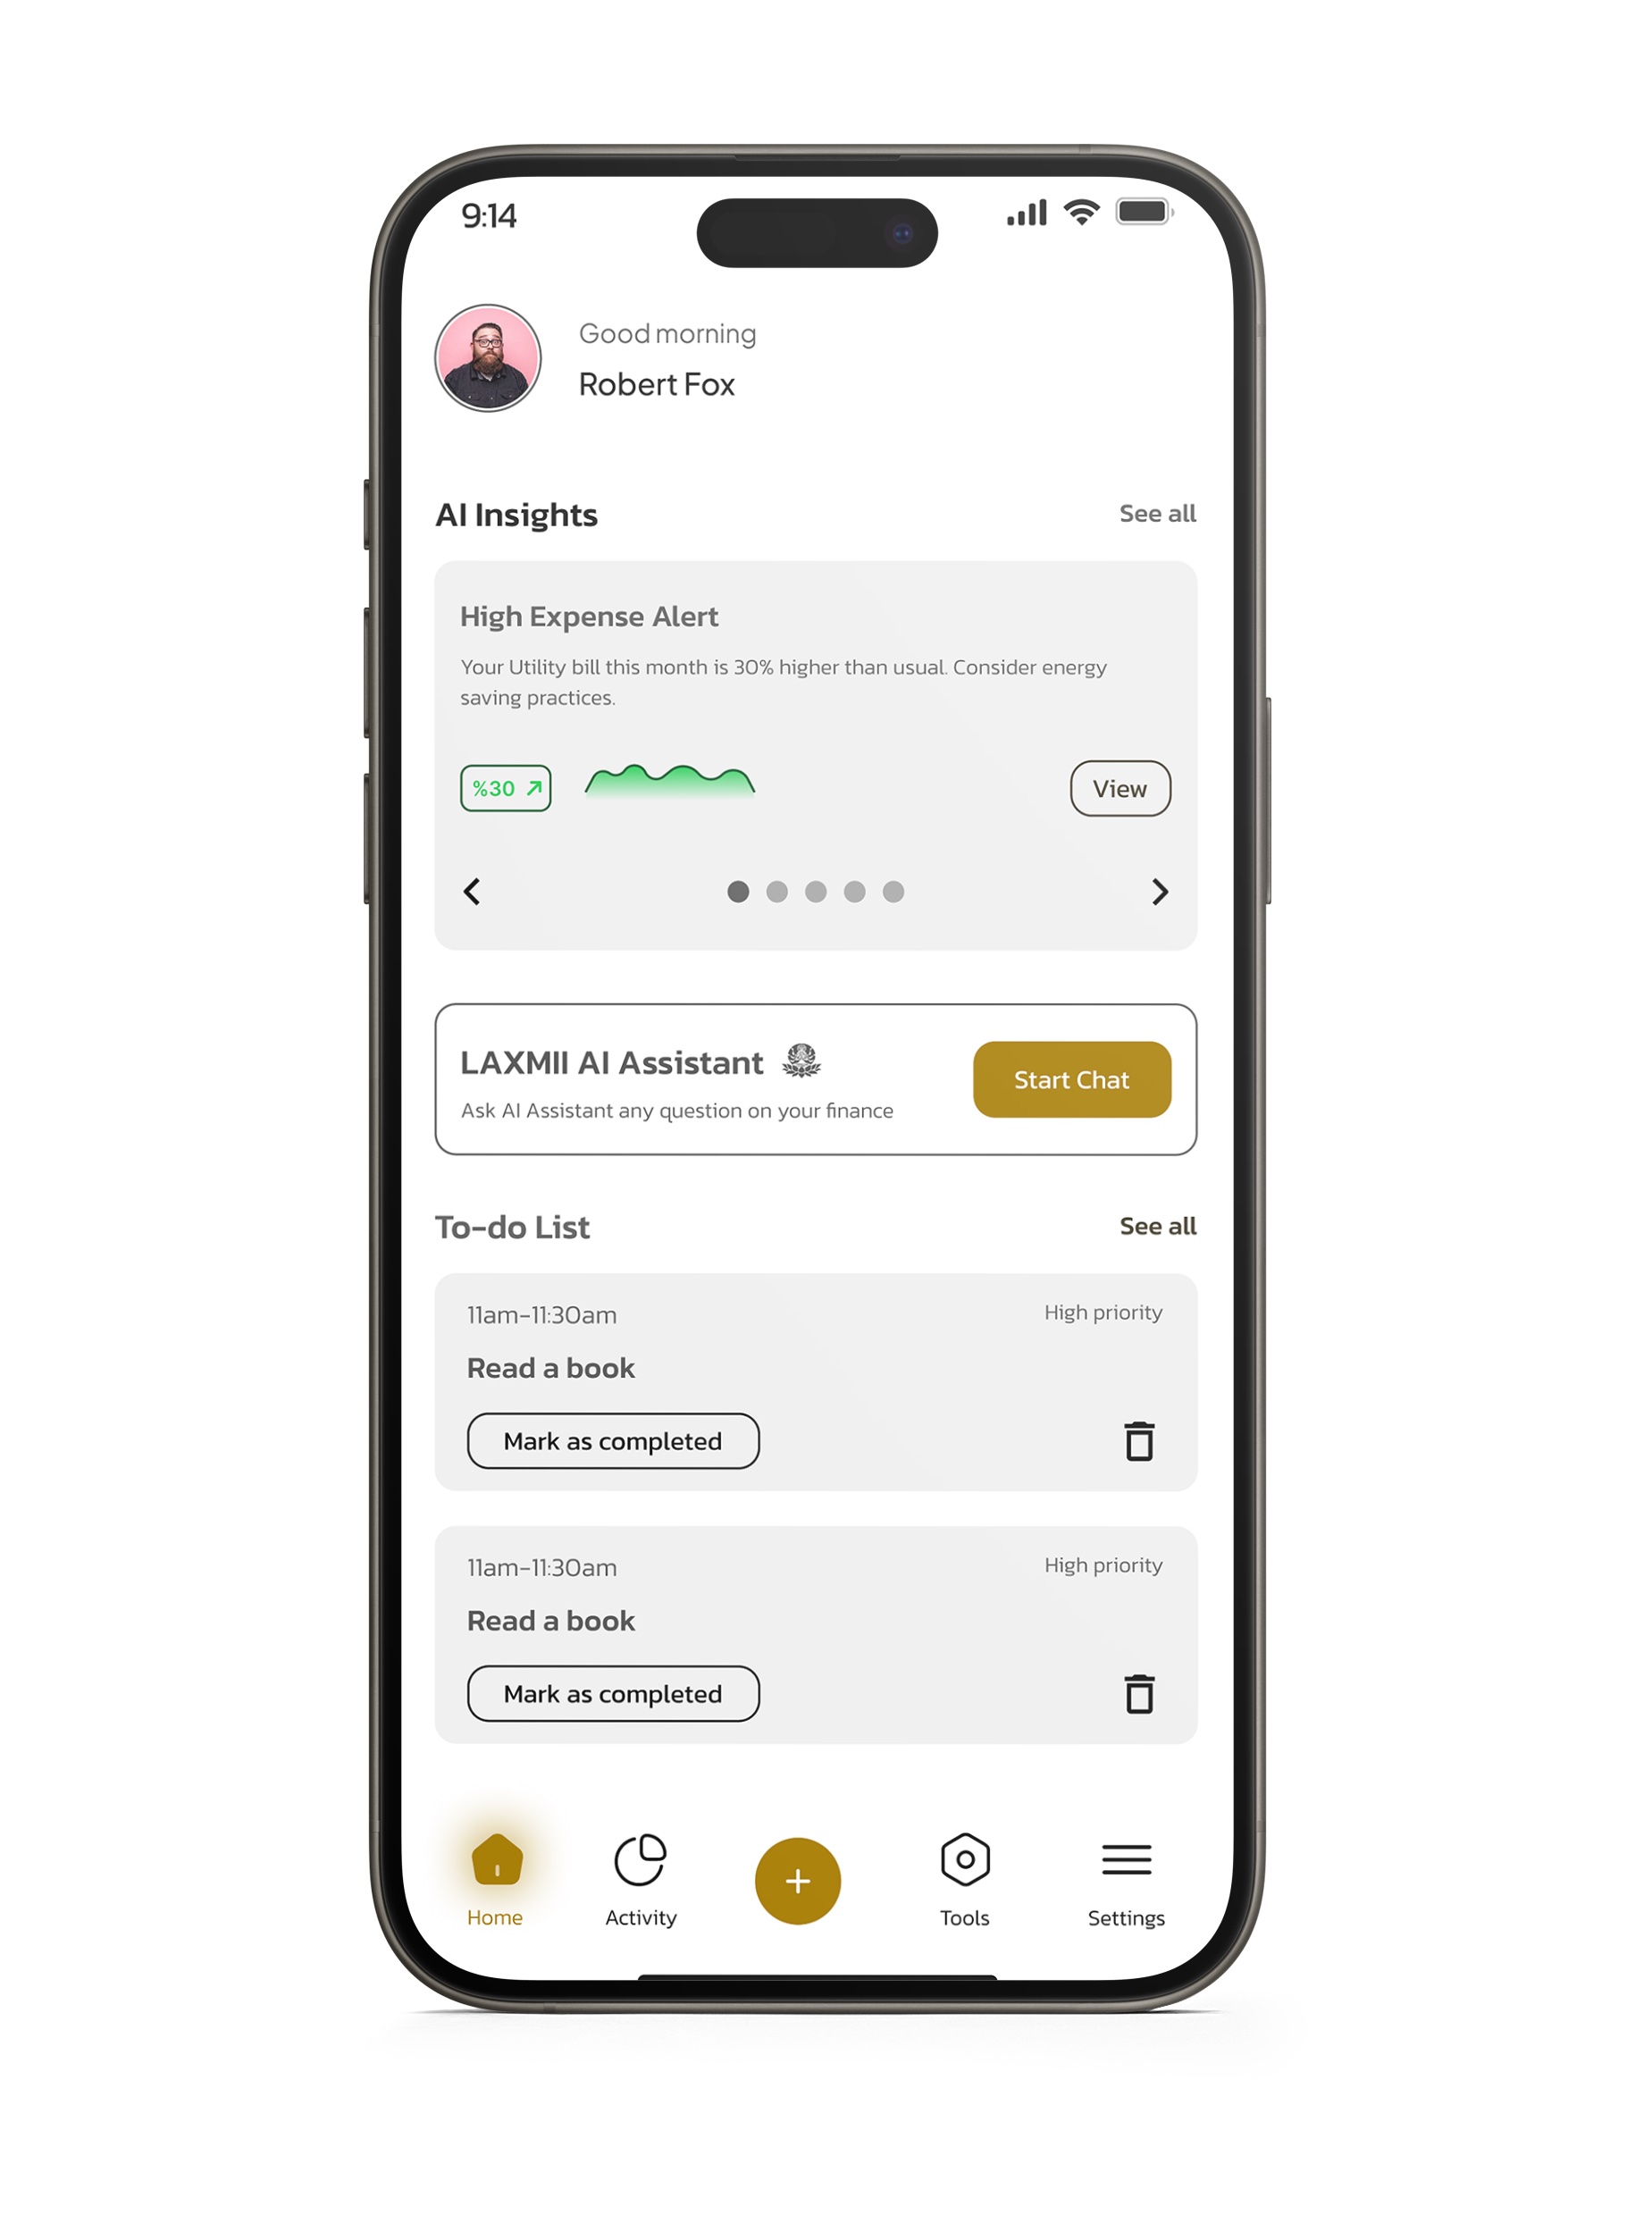 9:14
Good morning
Robert Fox
AI Insights
See all
High Expense Alert
Your Utility bill this month is 30% higher than usual. Consider energy
saving practices.
%30
View
LAXMII AI Assistant
Start Chat
Ask AI Assistant any question on your finance
To-do List
See all
11am-11:30am
High priority
Read a book
Mark as completed
11am-11:30am
High priority
Read a book
Mark as completed
Home
Activity
Tools
Settings